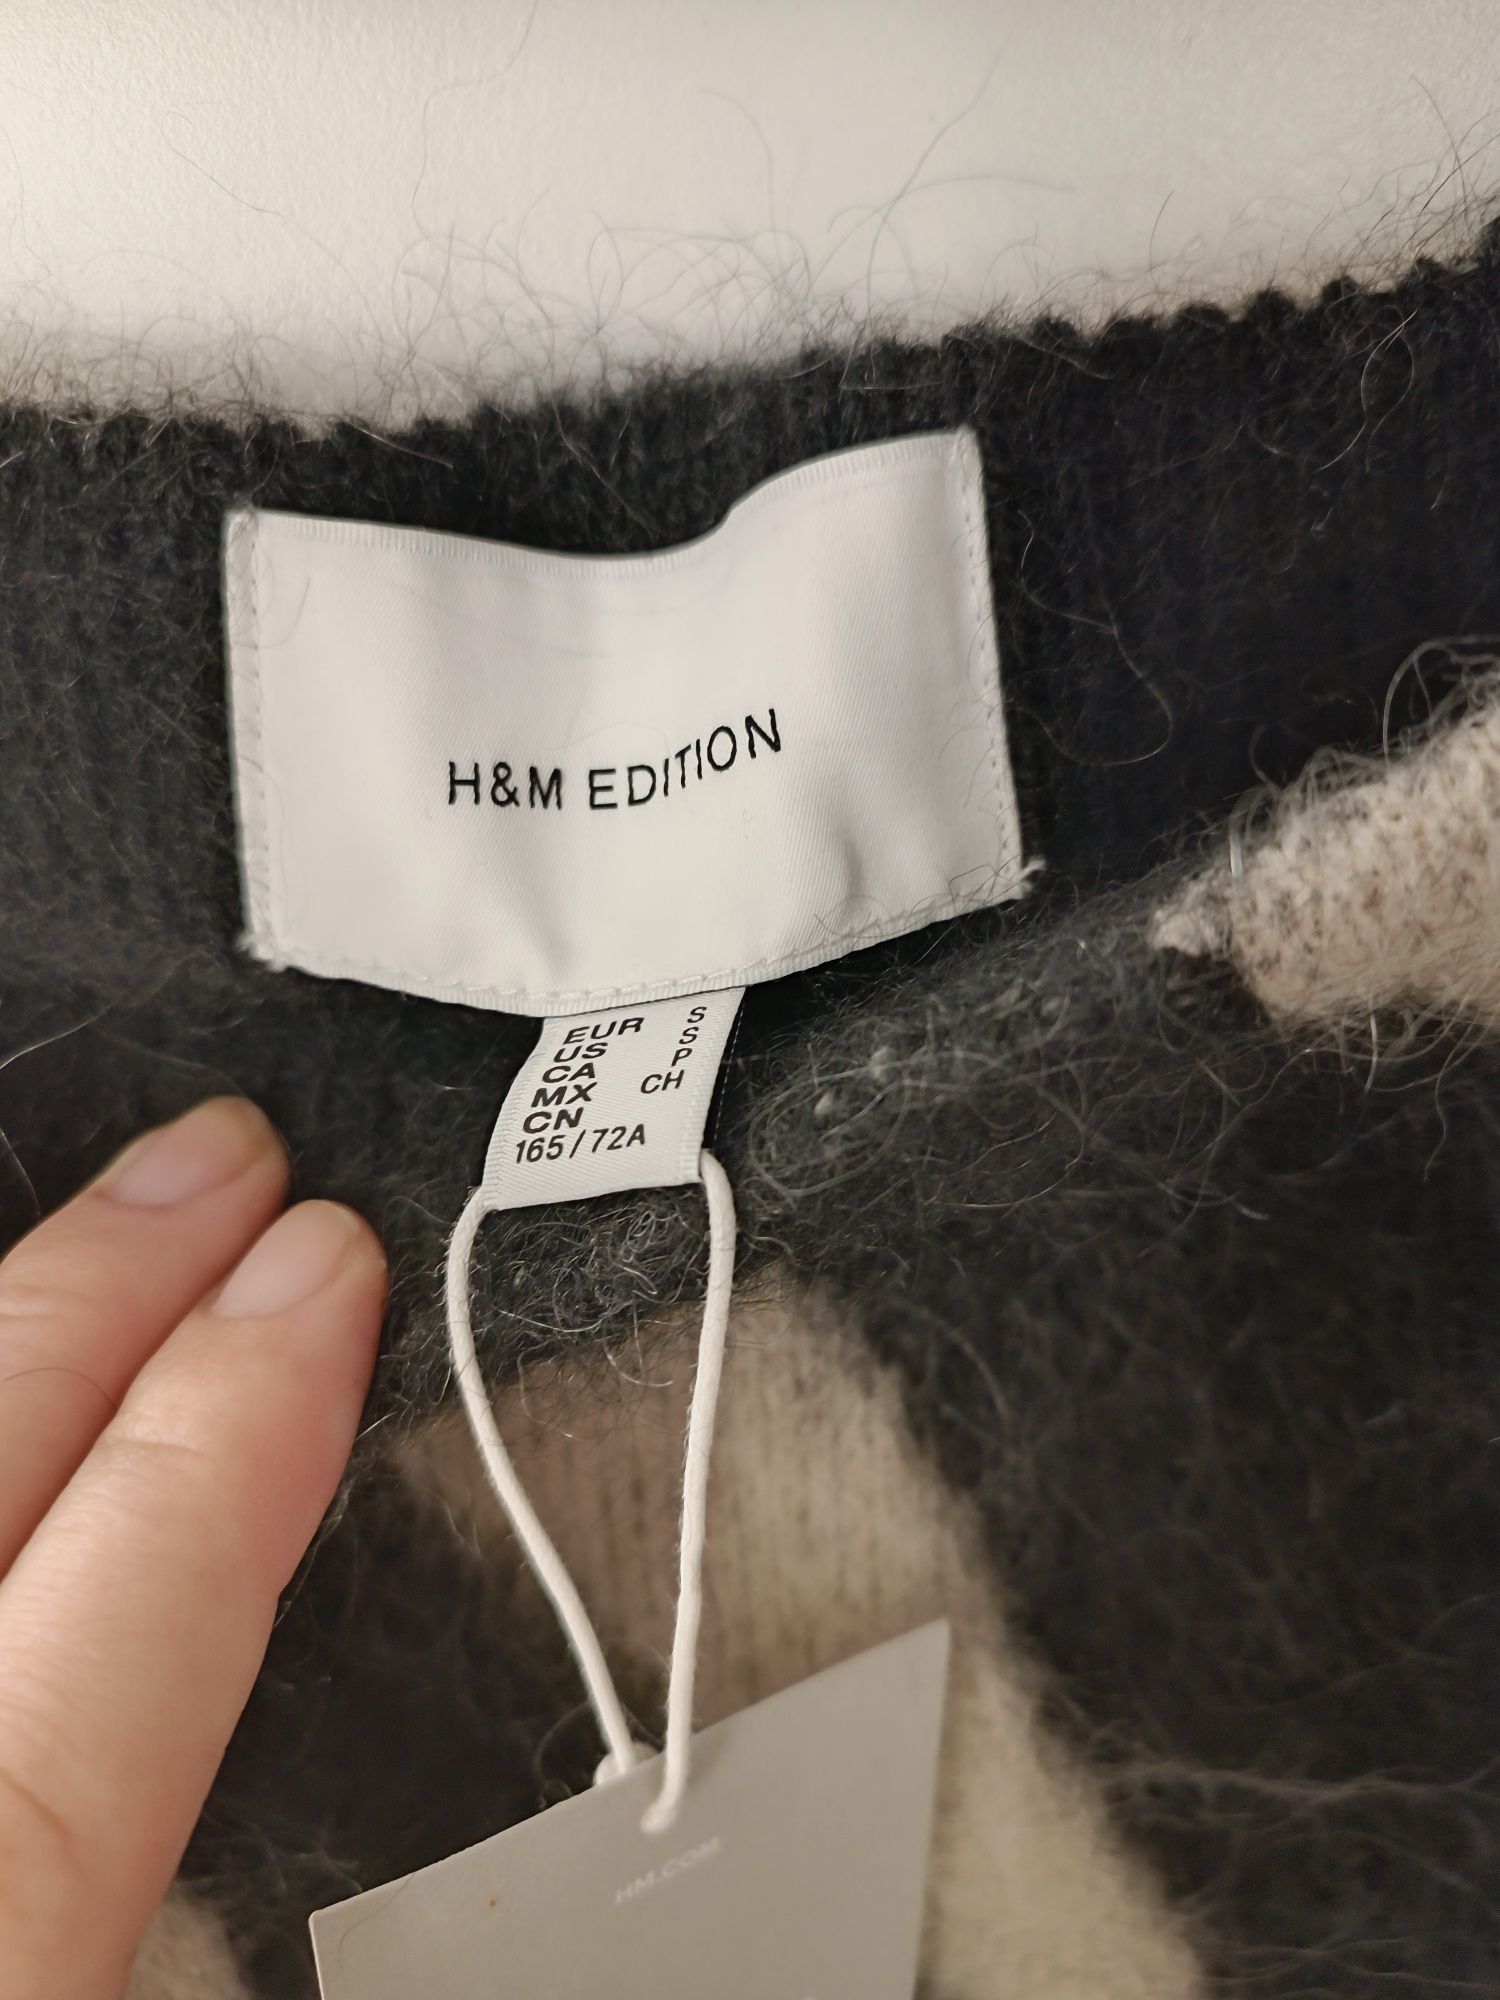 H&M EDITION
EUR S
US S
CA P
MX CH
CN
165/72A
HM.COM